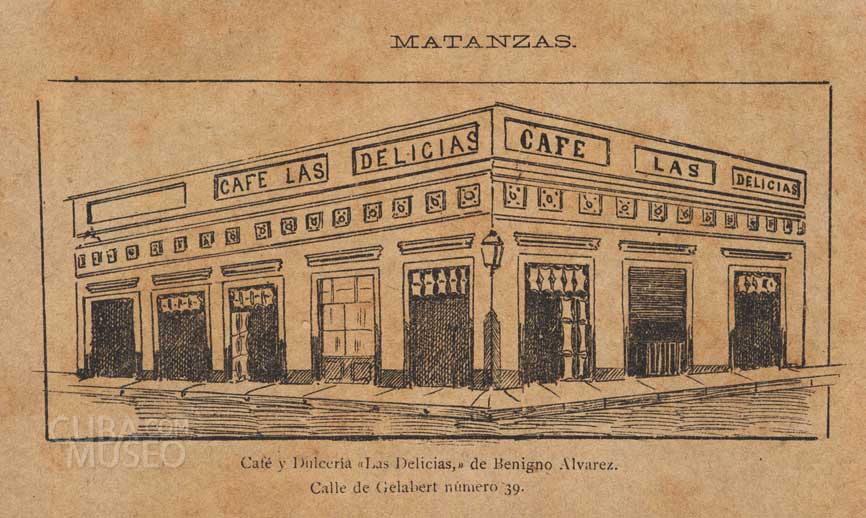 MATANZAS.
CAFE LAS DELICIAS
CAFE LAS DELICIAS
CUBA.COM
MUSEO
Café y Dulcería «Las Delicias,» de Benigno Alvarez.
Calle de Gelabert número 39.